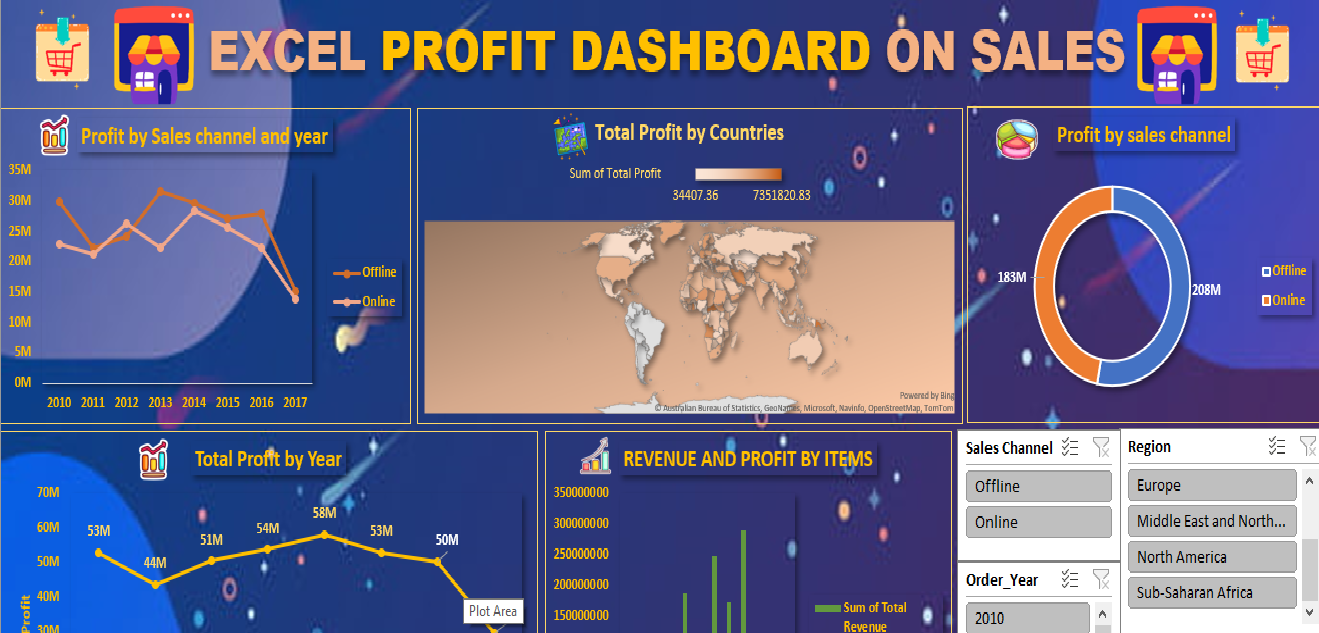 EXCEL PROFIT DASHBOARD ON SALES
Profit by Sales channel and year
35M
30M
25M
20M
15M
10M
5M
0M
2010 2011 2012 2013 2014 2015 2016 2017
Offline
Online
Total Profit by Countries
Sum of Total Profit
34407.36 7351820.83
Powered by Bing
© Australian Bureau of Statistics, GeoNames, Microsoft, Navinfo, OpenStreetMap, TomTom
Profit by sales channel
183M
208M
Offline
Online
Total Profit by Year
70M
60M
50M
40M
30M
Profit
53M
44M
51M
54M
58M
53M
50M
Plot Area
REVENUE AND PROFIT BY ITEMS
350000000
300000000
250000000
200000000
150000000
Sum of Total
Revenue
Sales Channel
Offline
Online
Order_Year
2010
Region
Europe
Middle East and North...
North America
Sub-Saharan Africa